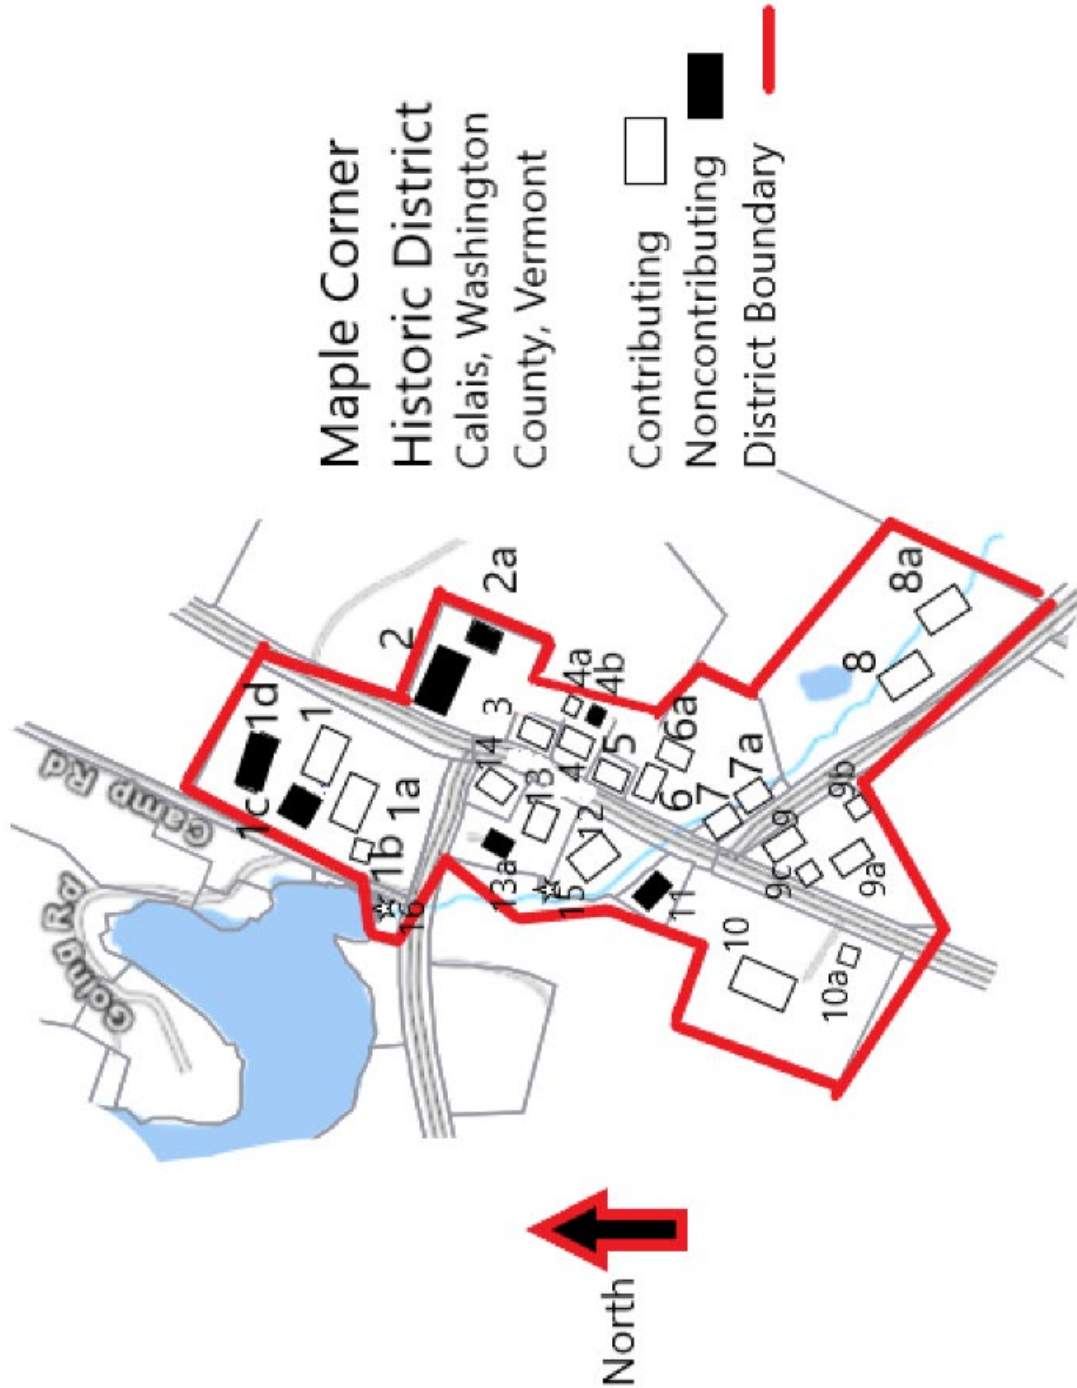 Maple Corner
Historic District
Calais, Washington
County, Vermont
Contributing
Noncontributing
District Boundary
North
Camp Rd
1d
1
1c
1a
1b
2
2a
3
14
4a
4b
4
13
5
6a
6
12
13a
15
16
7
7a
11
8
8a
9
9b
9c
9a
10
10a